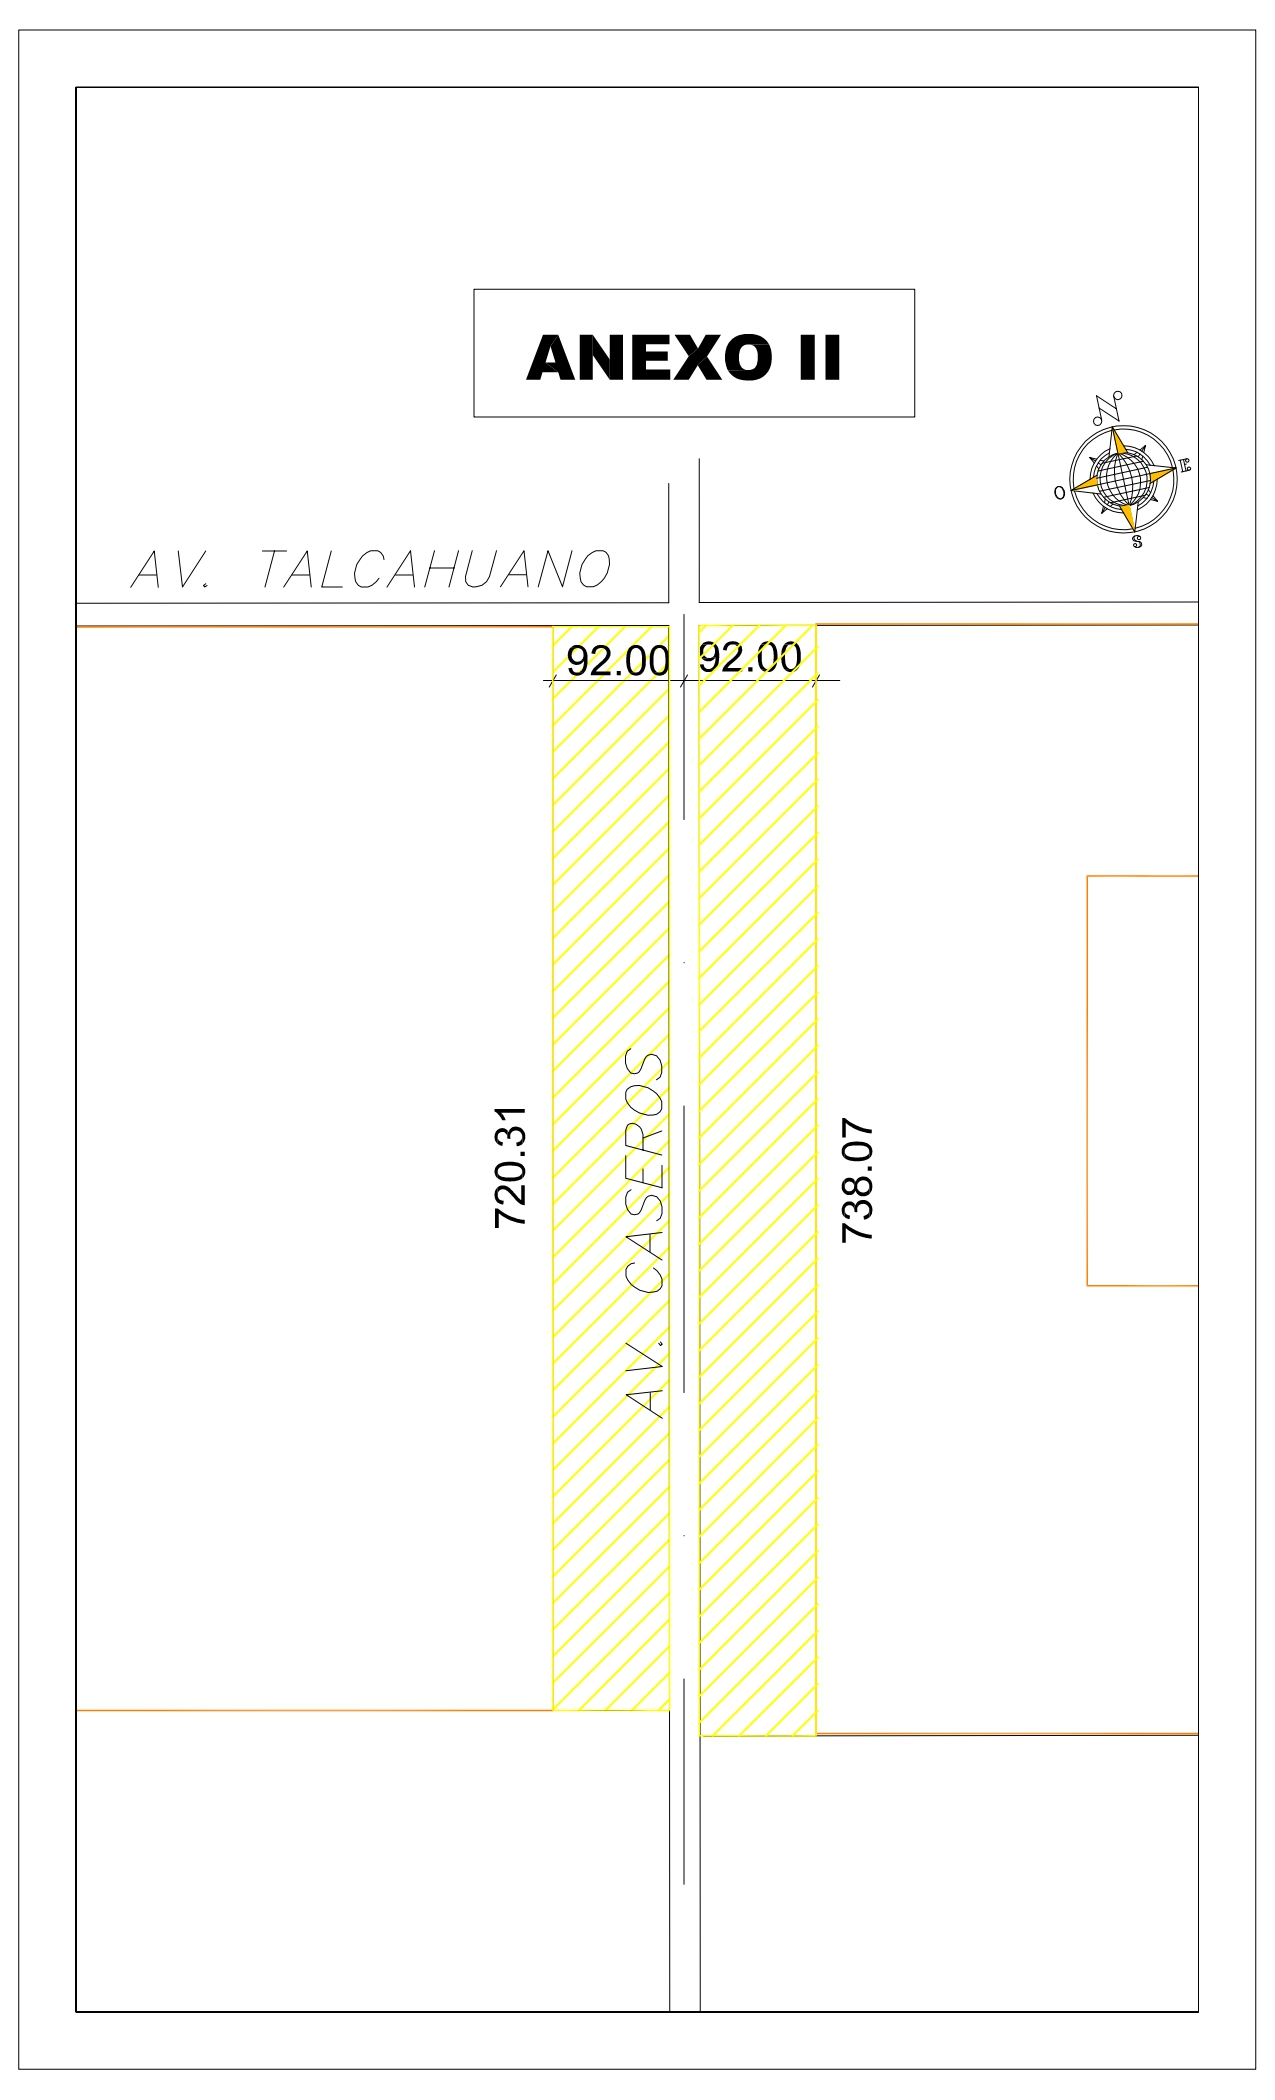 ANEXO II
N
E
O
S
AV. TALCAHUANO
92.00 92.00
AV. CASEROS
720.31
738.07